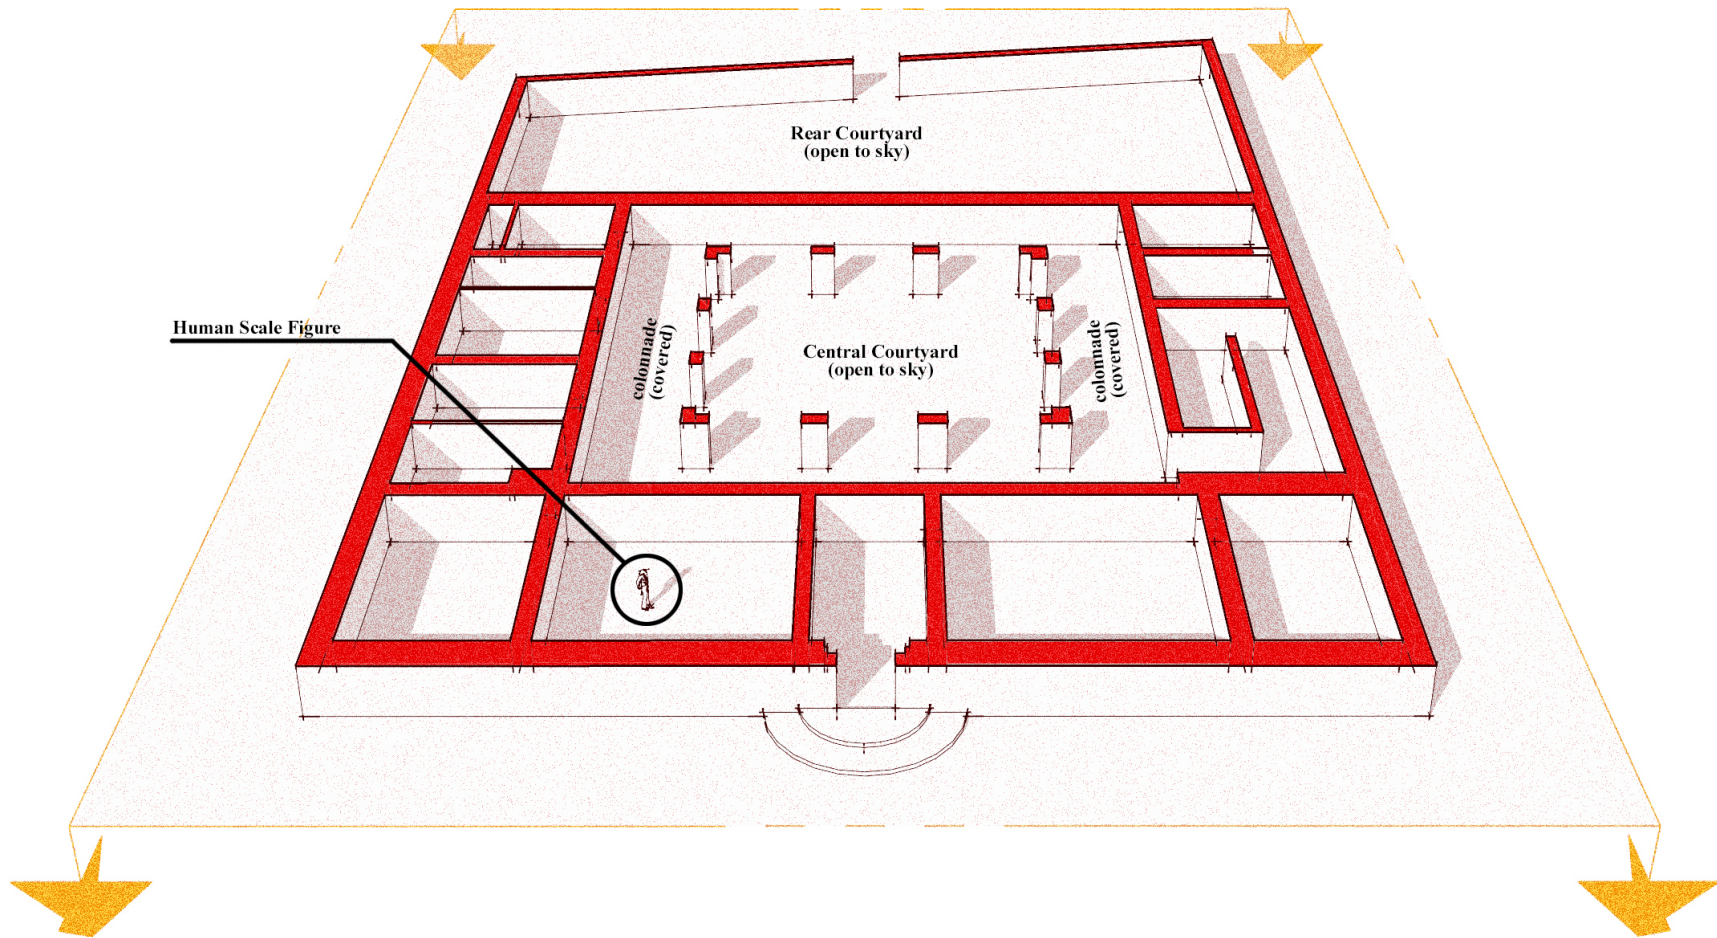 Rear Courtyard
(open to sky)
Human Scale Figure
colonnade
(covered)
Central Courtyard
(open to sky)
colonnade
(covered)